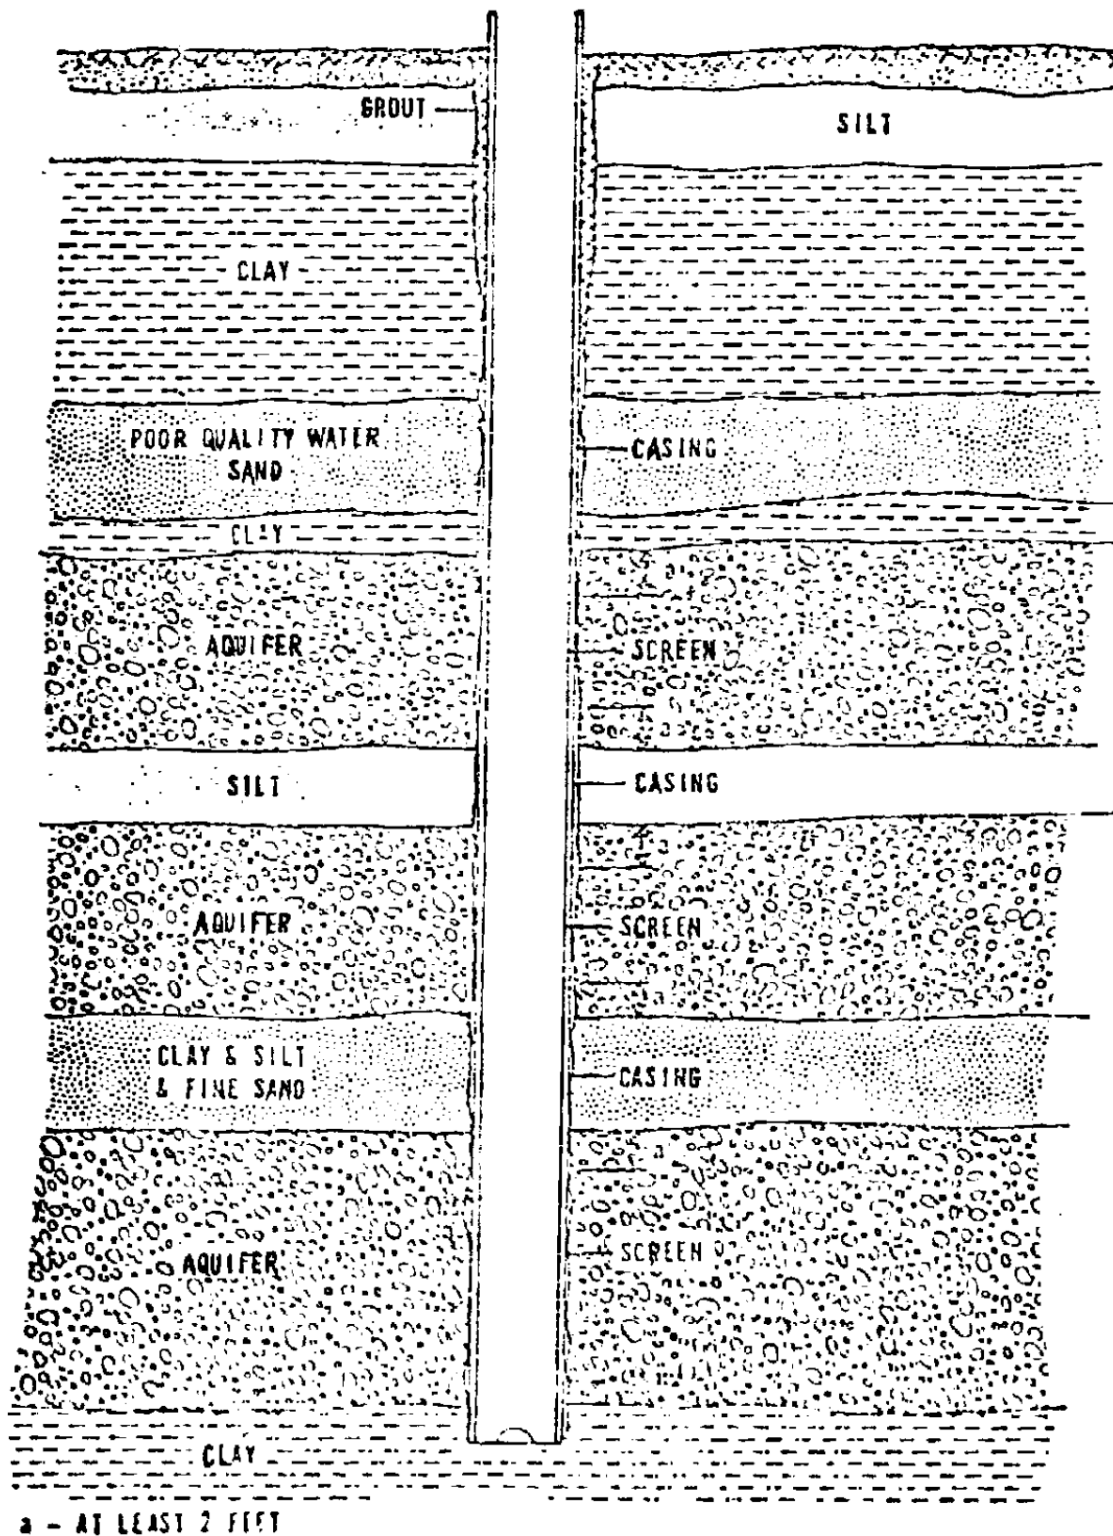 GROUT
SILT
CLAY
POOR QUALITY WATER
SAND
CASING
CLAY
AQUIFER
SCREEN
SILT
CASING
AQUIFER
SCREEN
CLAY & SILT
& FINE SAND
CASING
AQUIFER
SCREEN
CLAY
a - AT LEAST 2 FEET